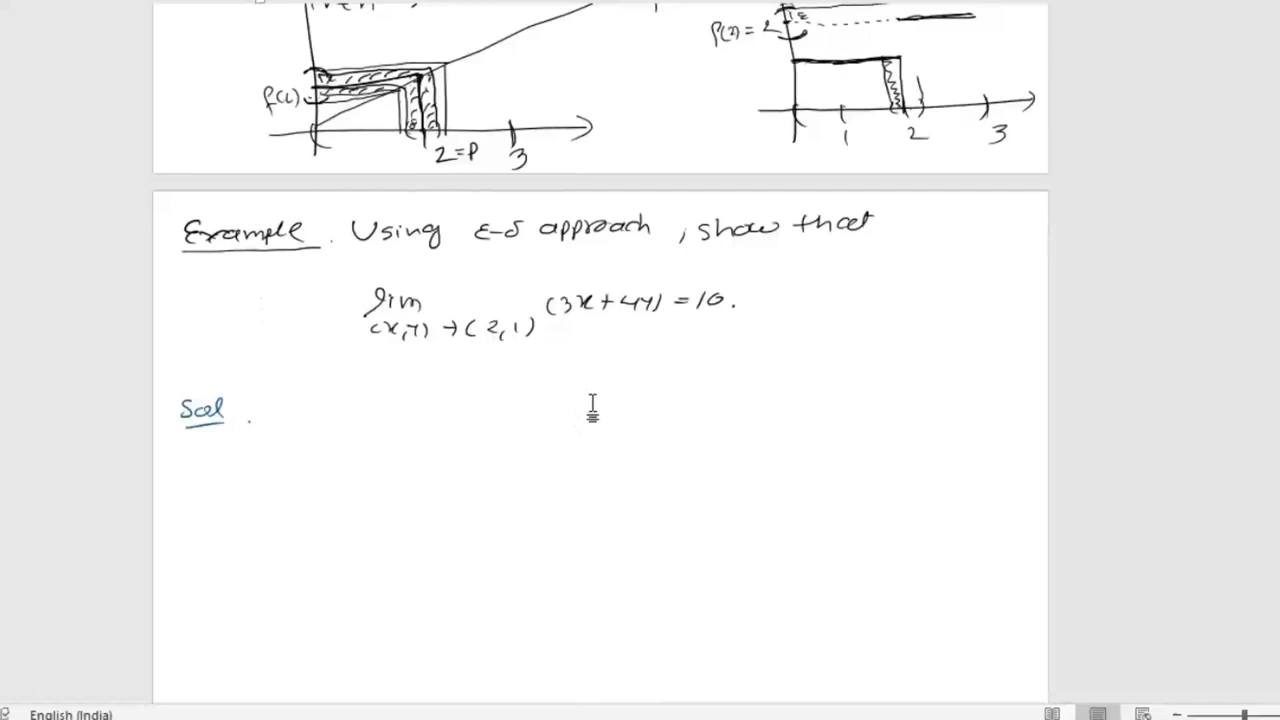 f(2) = 2
f(c)
2 = P
3
1
2
3
Example. Using ε-δ approach, show that
lim (3x+4y) = 10.
(x,y) → (2,1)
Sol.
English (India)